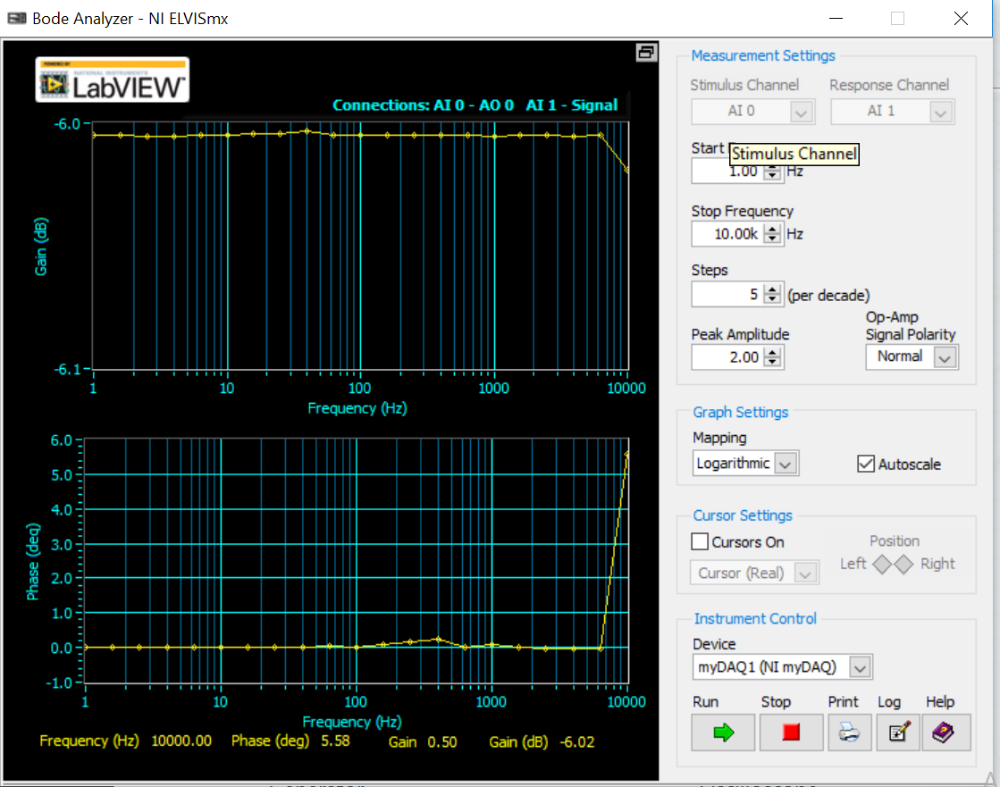 Bode Analyzer - NI ELVISmx
POWERED BY
NATIONAL INSTRUMENTS
LabVIEW™
Connections: AI 0 - AO 0 AI 1 - Signal
-6.0
Gain (dB)
-6.1
1 10 100 1000 10000
Frequency (Hz)
6.0
5.0
4.0
3.0
2.0
1.0
0.0
-1.0
Phase (deg)
1 10 100 1000 10000
Frequency (Hz)
Frequency (Hz) 10000.00 Phase (deg) 5.58 Gain 0.50 Gain (dB) -6.02
Measurement Settings
Stimulus Channel Response Channel
AI 0 AI 1
Start
Stimulus Channel
1.00 Hz
Stop Frequency
10.00k Hz
Steps
5 (per decade)
Peak Amplitude
2.00
Op-Amp
Signal Polarity
Normal
Graph Settings
Mapping
Logarithmic
Autoscale
Cursor Settings
Cursors On
Position
Left Right
Cursor (Real)
Instrument Control
Device
myDAQ1 (NI myDAQ)
Run Stop Print Log Help